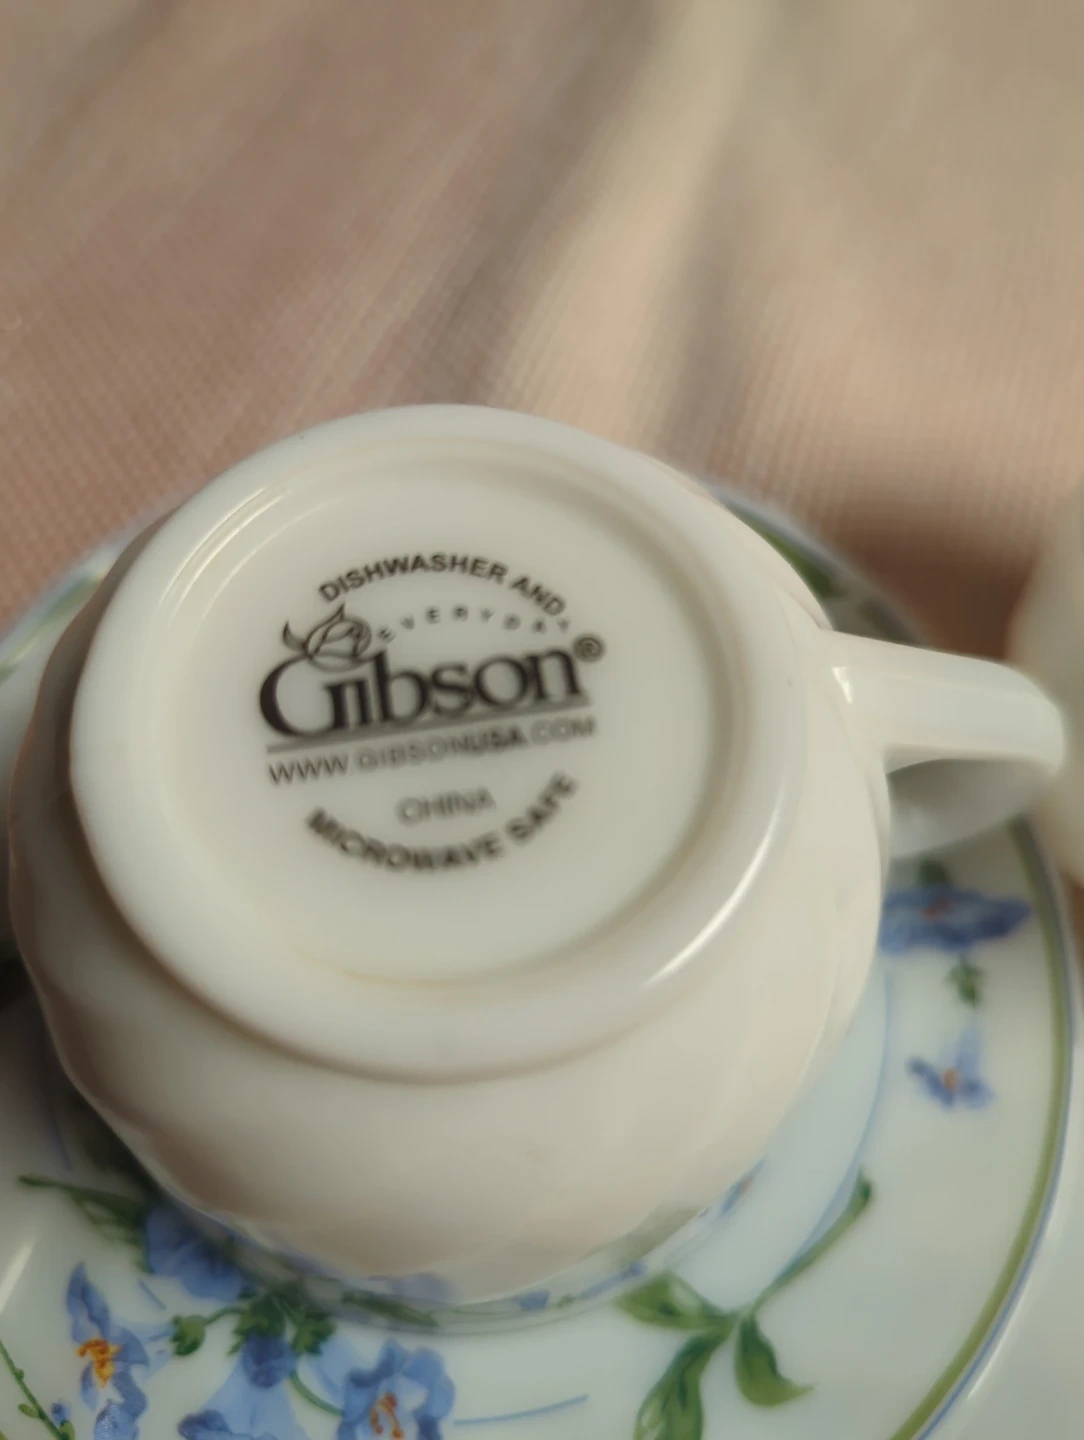 DISHWASHER AND
EVERYDAY
Gibson®
WWW.GIBSONUSA.COM
CHINA
MICROWAVE SAFE